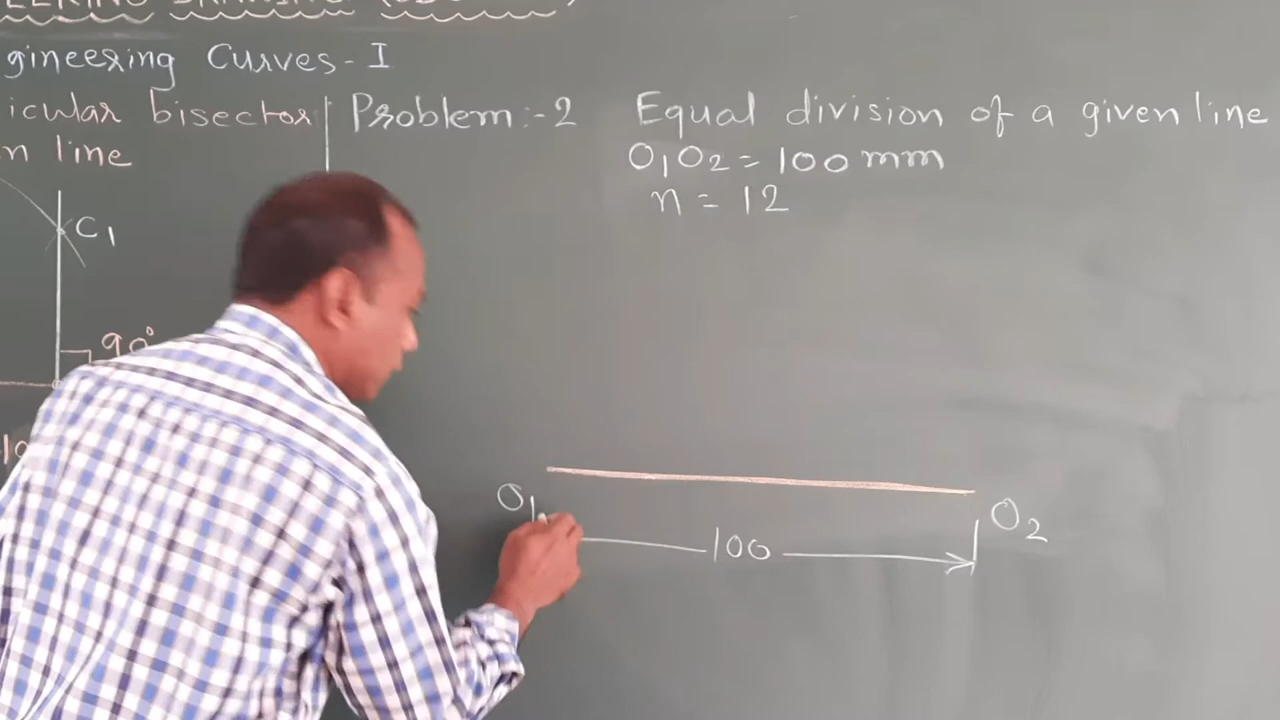 gineering Curves-I
icular bisector
n line
C1
90°
Problem:-2 Equal division of a given line
O1O2 = 100 mm
n = 12
O1
O2
100